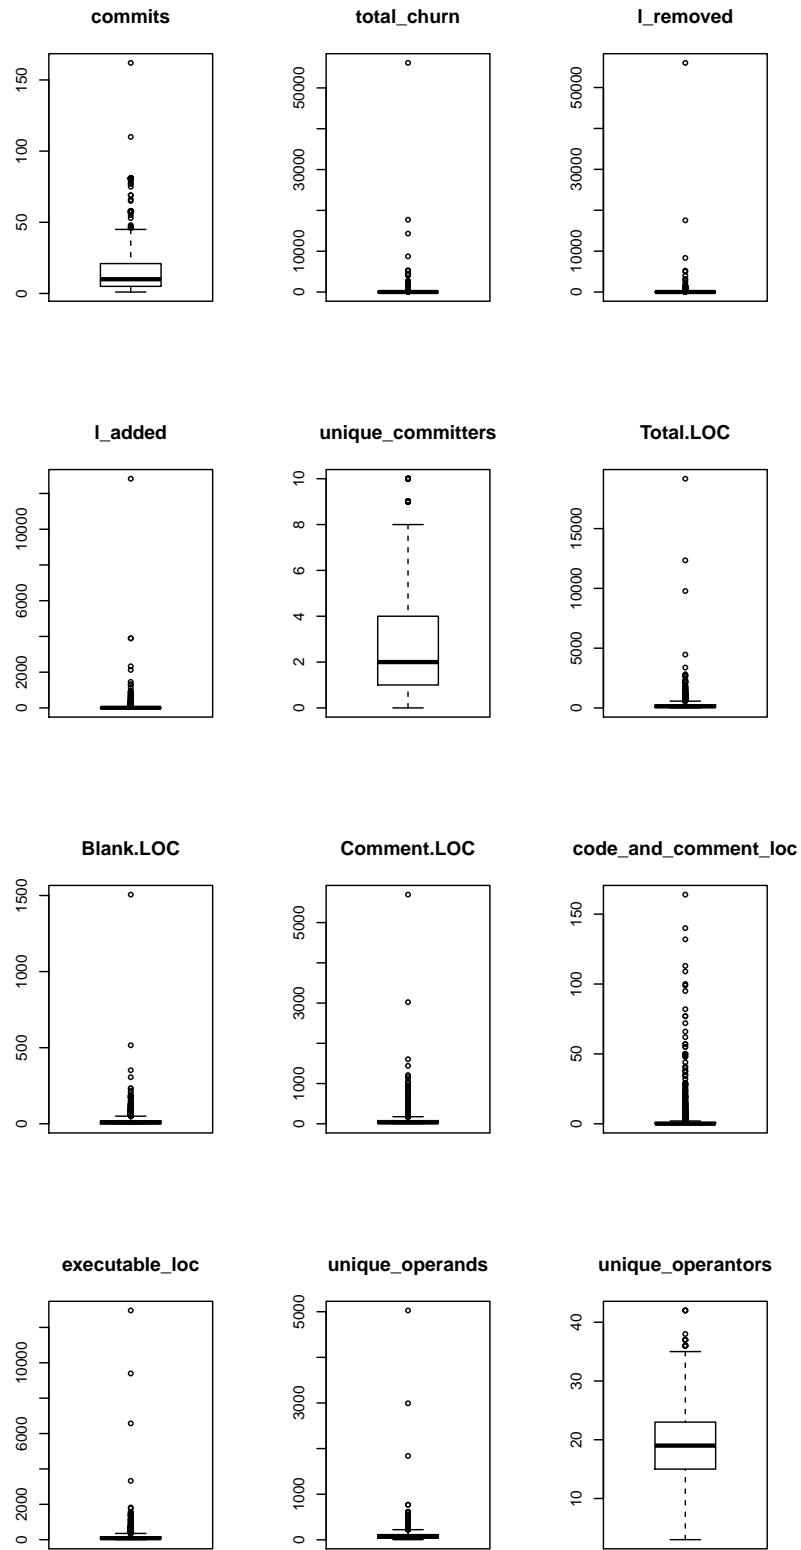 commits
total_churn
l_removed
0 50 100 150
0 10000 30000 50000
0 10000 30000 50000
l_added
unique_committers
Total.LOC
0 2000 6000 10000
0 2 4 6 8 10
0 5000 10000 15000
Blank.LOC
Comment.LOC
code_and_comment_loc
0 500 1000 1500
0 1000 3000 5000
0 50 100 150
executable_loc
unique_operands
unique_operantors
0 2000 6000 10000
0 1000 3000 5000
10 20 30 40